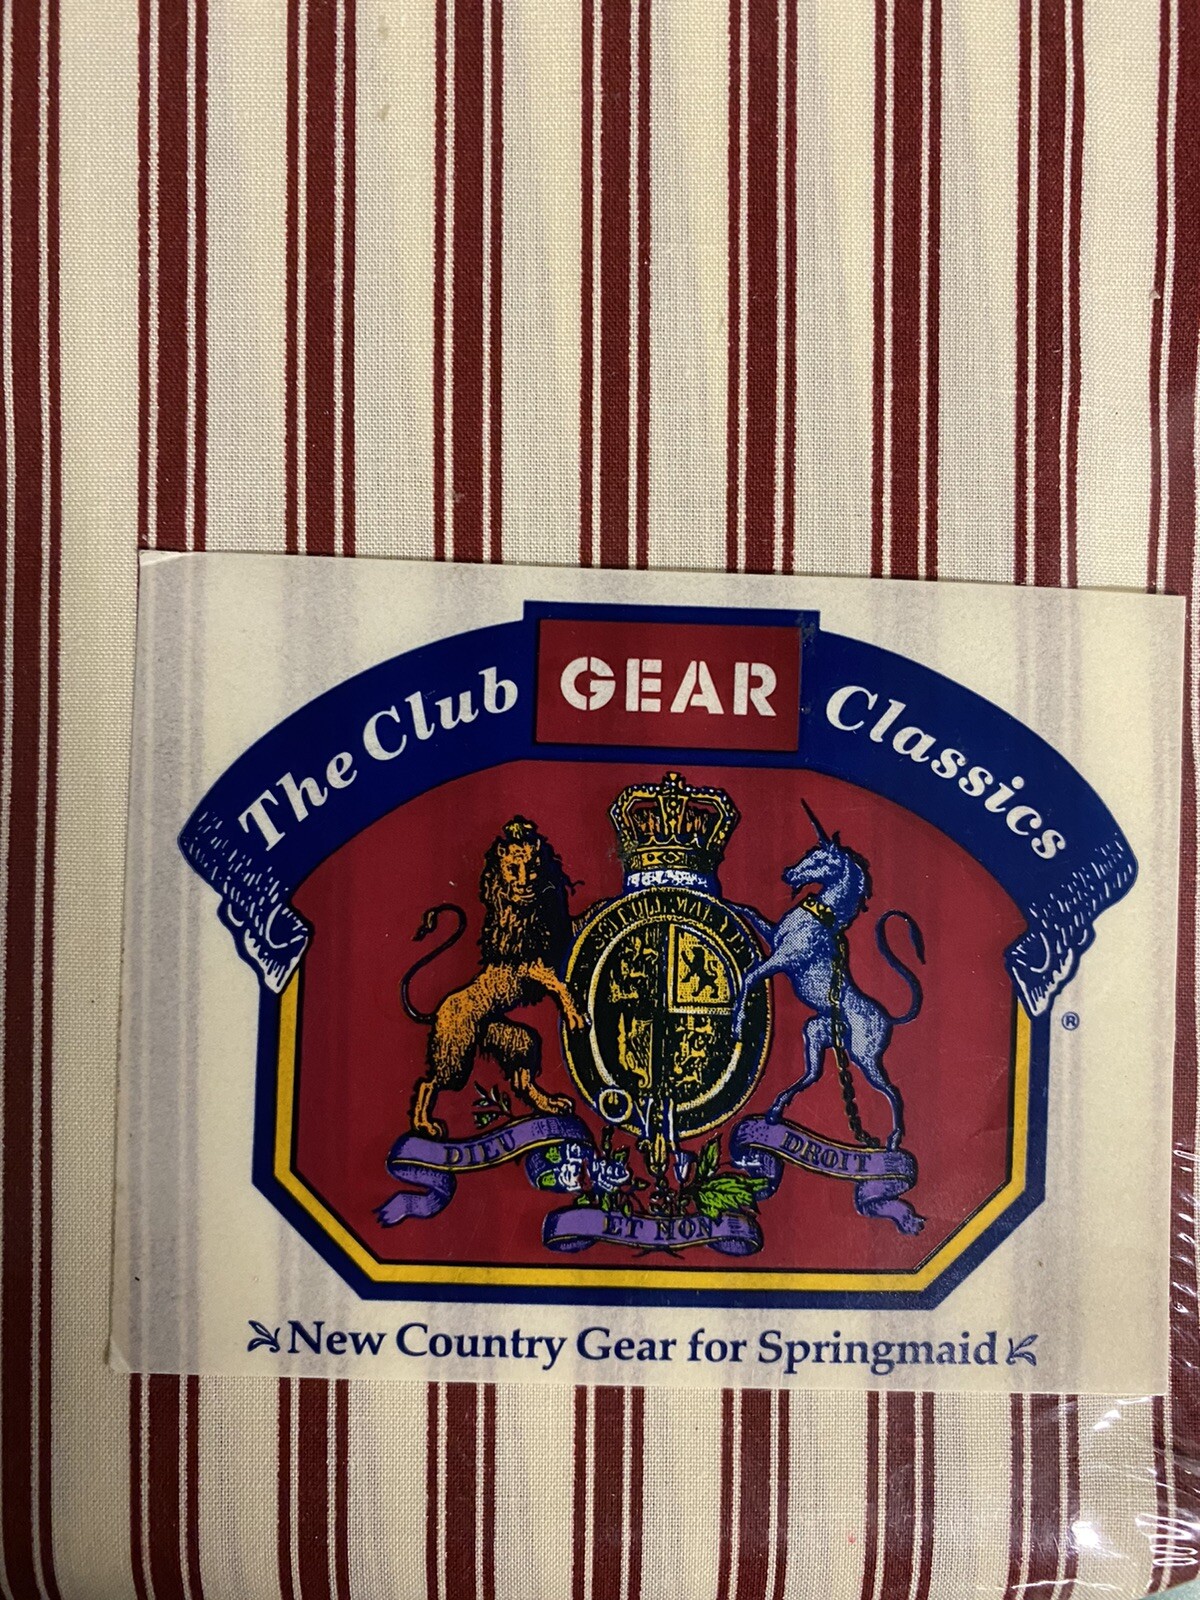 The Club GEAR Classics
®
DIEU
DROIT
ET MON
New Country Gear for Springmaid